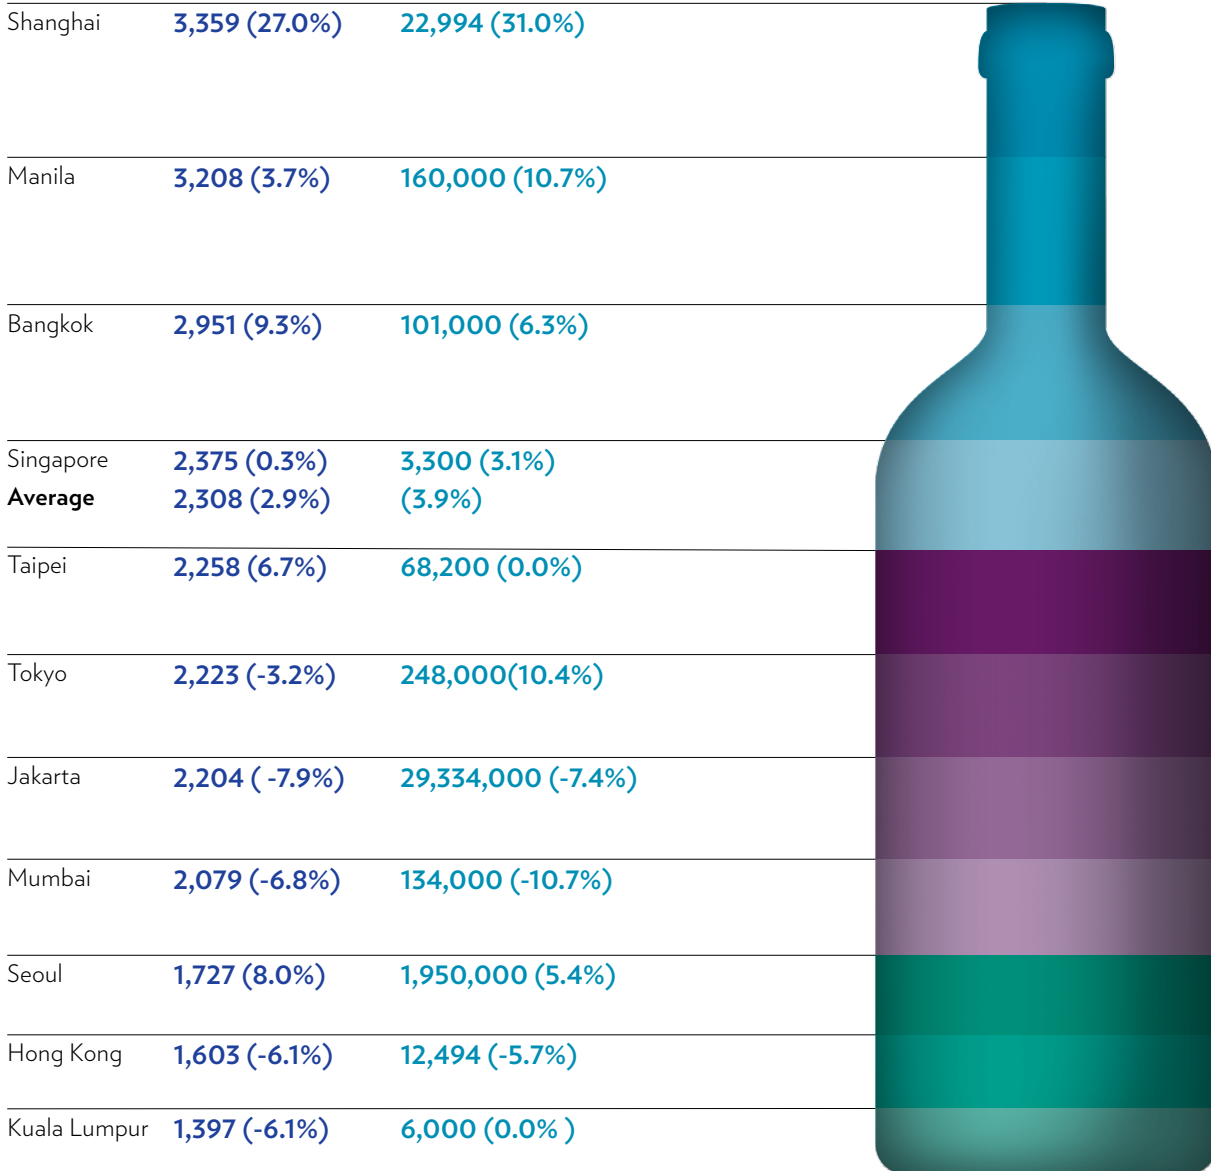 Shanghai 3,359 (27.0%) 22,994 (31.0%)
Manila 3,208 (3.7%) 160,000 (10.7%)
Bangkok 2,951 (9.3%) 101,000 (6.3%)
Singapore 2,375 (0.3%) 3,300 (3.1%)
Average 2,308 (2.9%) (3.9%)
Taipei 2,258 (6.7%) 68,200 (0.0%)
Tokyo 2,223 (-3.2%) 248,000(10.4%)
Jakarta 2,204 ( -7.9%) 29,334,000 (-7.4%)
Mumbai 2,079 (-6.8%) 134,000 (-10.7%)
Seoul 1,727 (8.0%) 1,950,000 (5.4%)
Hong Kong 1,603 (-6.1%) 12,494 (-5.7%)
Kuala Lumpur 1,397 (-6.1%) 6,000 (0.0% )